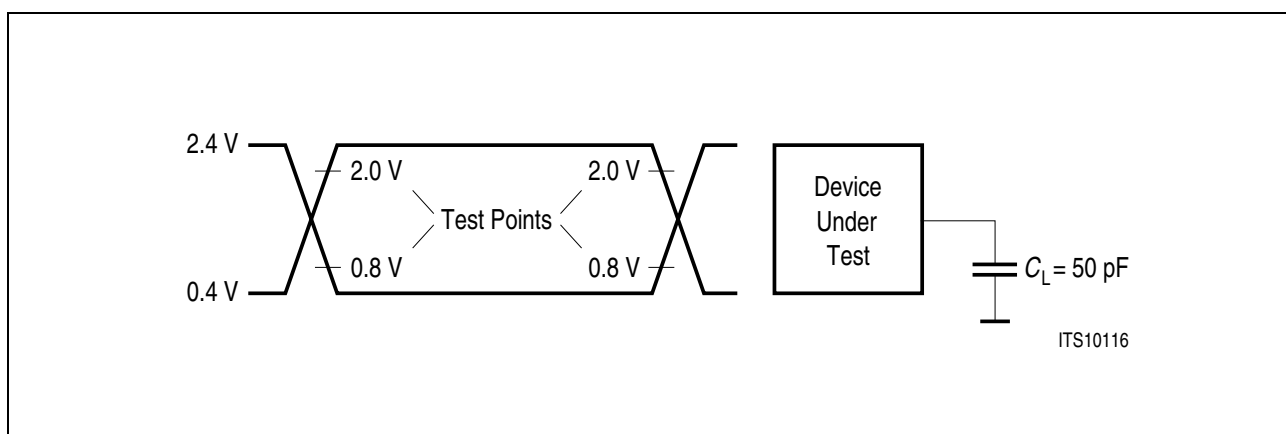 2.4 V
2.0 V
2.0 V
Test Points
0.8 V
0.8 V
0.4 V
Device
Under
Test
C_L = 50 pF
ITS10116